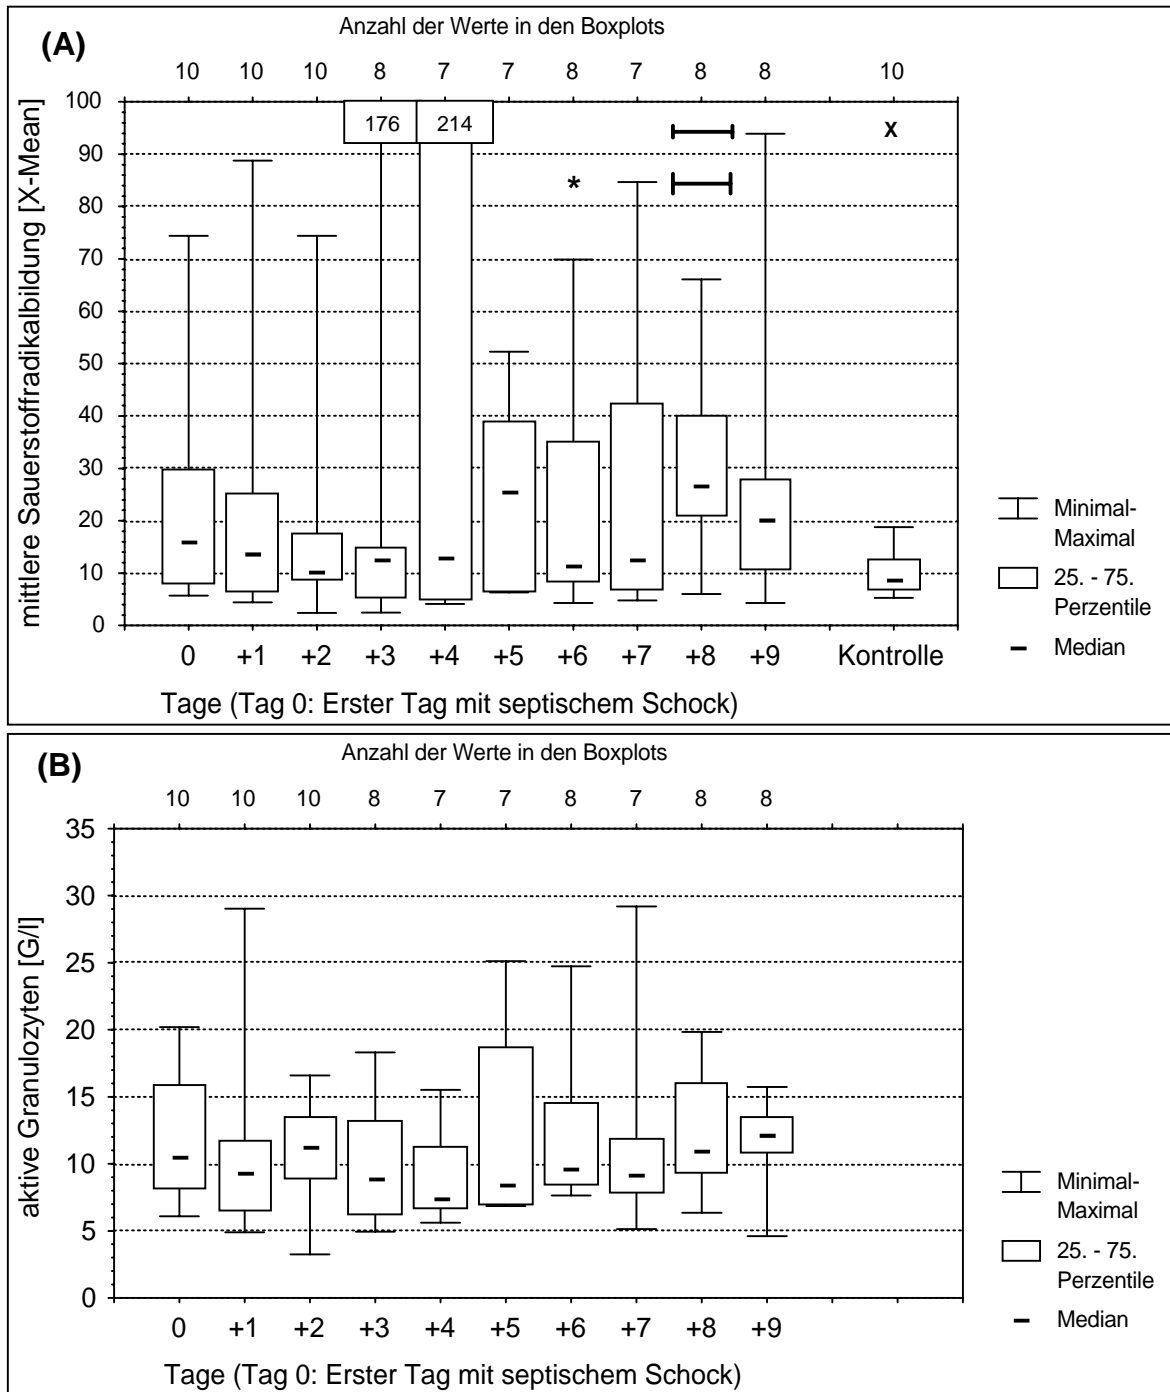 (A)
Anzahl der Werte in den Boxplots
10 10 10 8 7 7 8 7 8 8 10
mittlere Sauerstoffradikalbildung [X-Mean]
100
90
80
70
60
50
40
30
20
10
0
176 214
x
*
0 +1 +2 +3 +4 +5 +6 +7 +8 +9 Kontrolle
Tage (Tag 0: Erster Tag mit septischem Schock)
Minimal-
Maximal
25. - 75.
Perzentile
Median
(B)
Anzahl der Werte in den Boxplots
10 10 10 8 7 7 8 7 8 8
aktive Granulozyten [G/l]
35
30
25
20
15
10
5
0
0 +1 +2 +3 +4 +5 +6 +7 +8 +9
Tage (Tag 0: Erster Tag mit septischem Schock)
Minimal-
Maximal
25. - 75.
Perzentile
Median